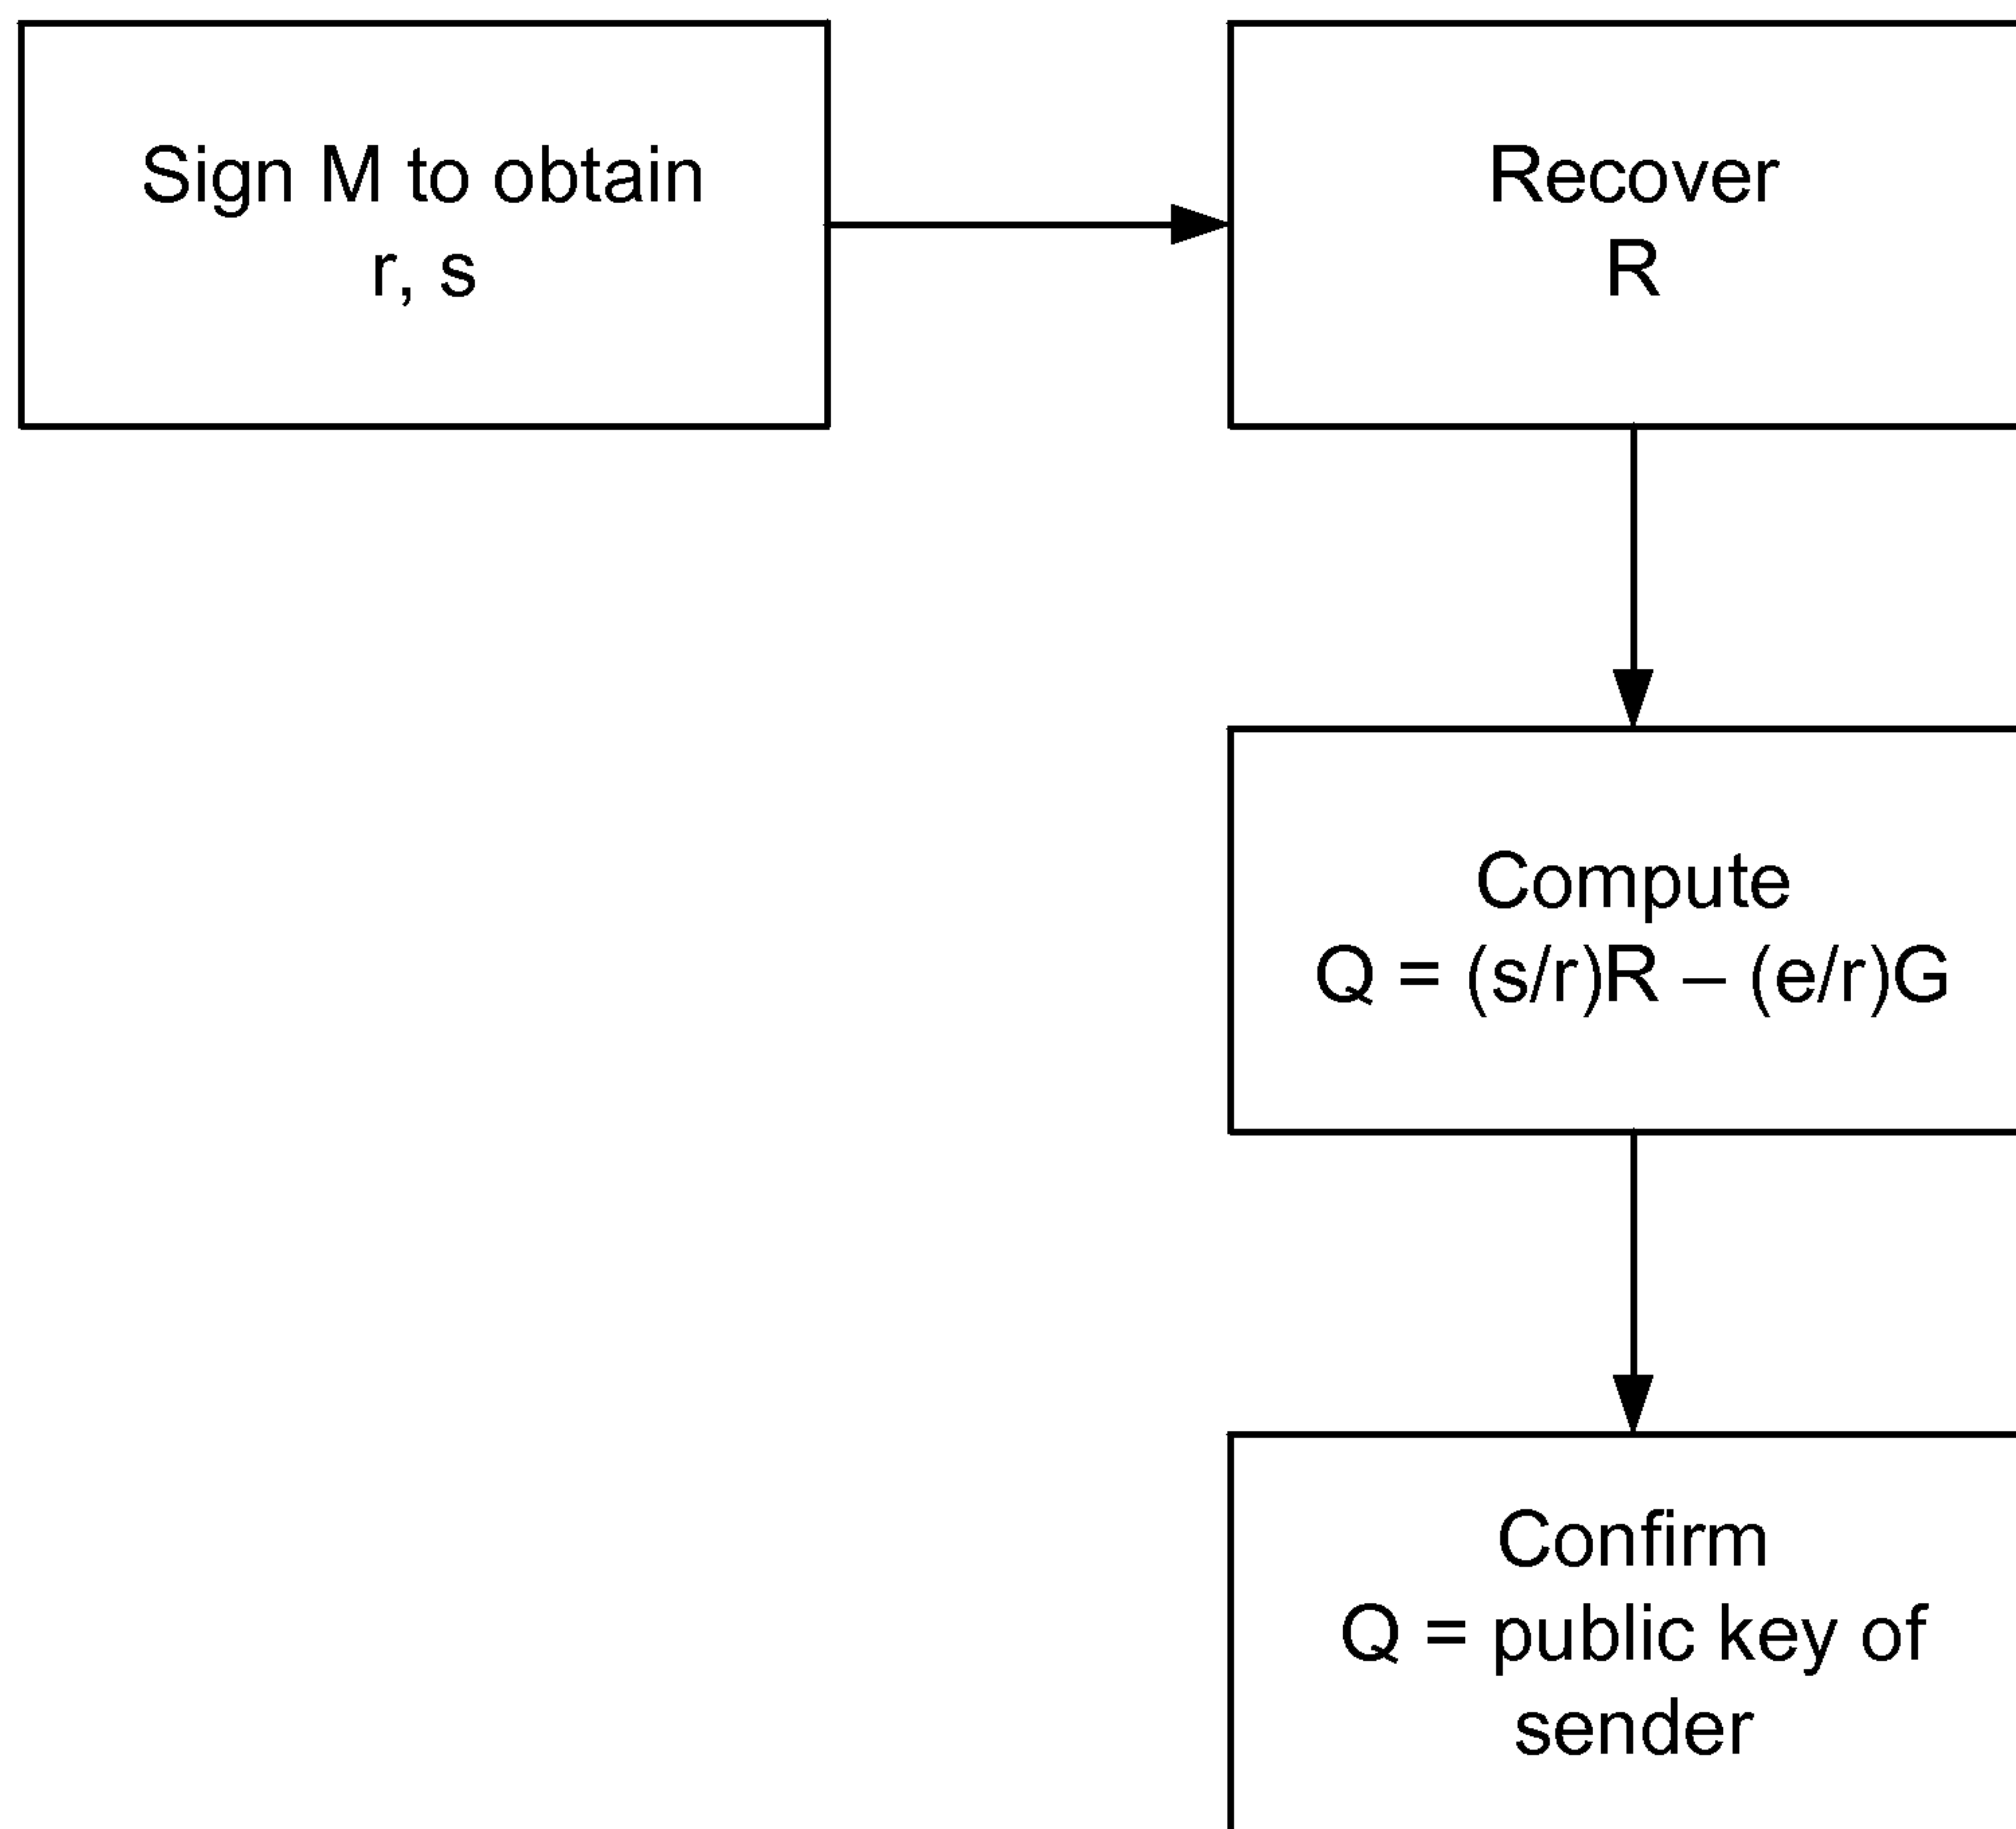 Sign M to obtain
r, s
Recover
R
Compute
Q = (s/r)R – (e/r)G
Confirm
Q = public key of
sender